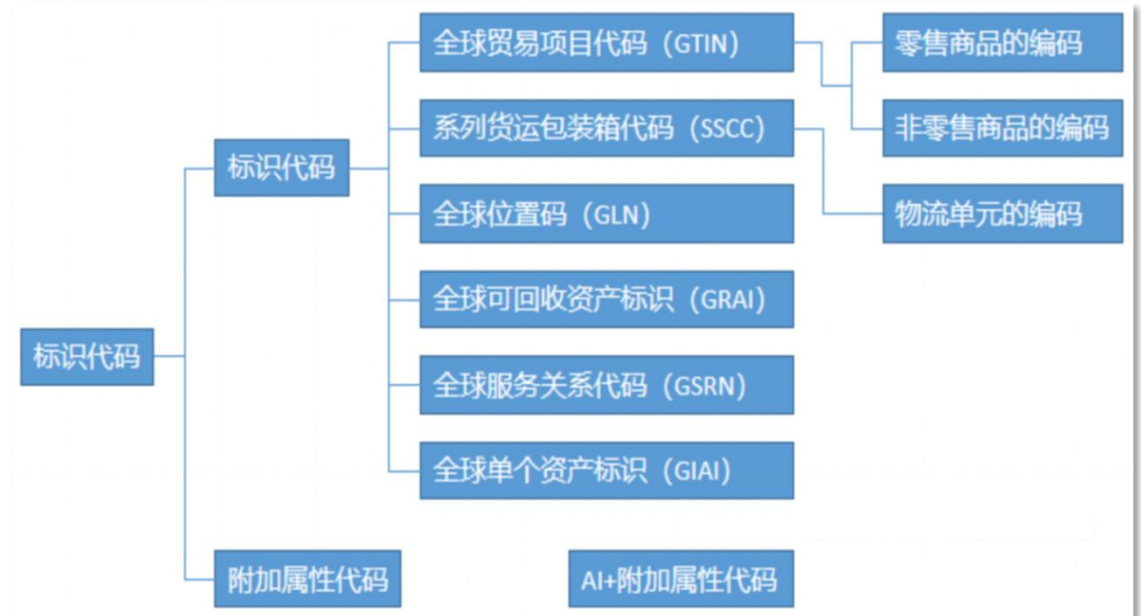 全球贸易项目代码（GTIN）
零售商品的编码
系列货运包装箱代码（SSCC）
非零售商品的编码
标识代码
全球位置码（GLN）
物流单元的编码
全球可回收资产标识（GRAI）
标识代码
全球服务关系代码（GSRN）
全球单个资产标识（GIAI）
附加属性代码
AI+附加属性代码